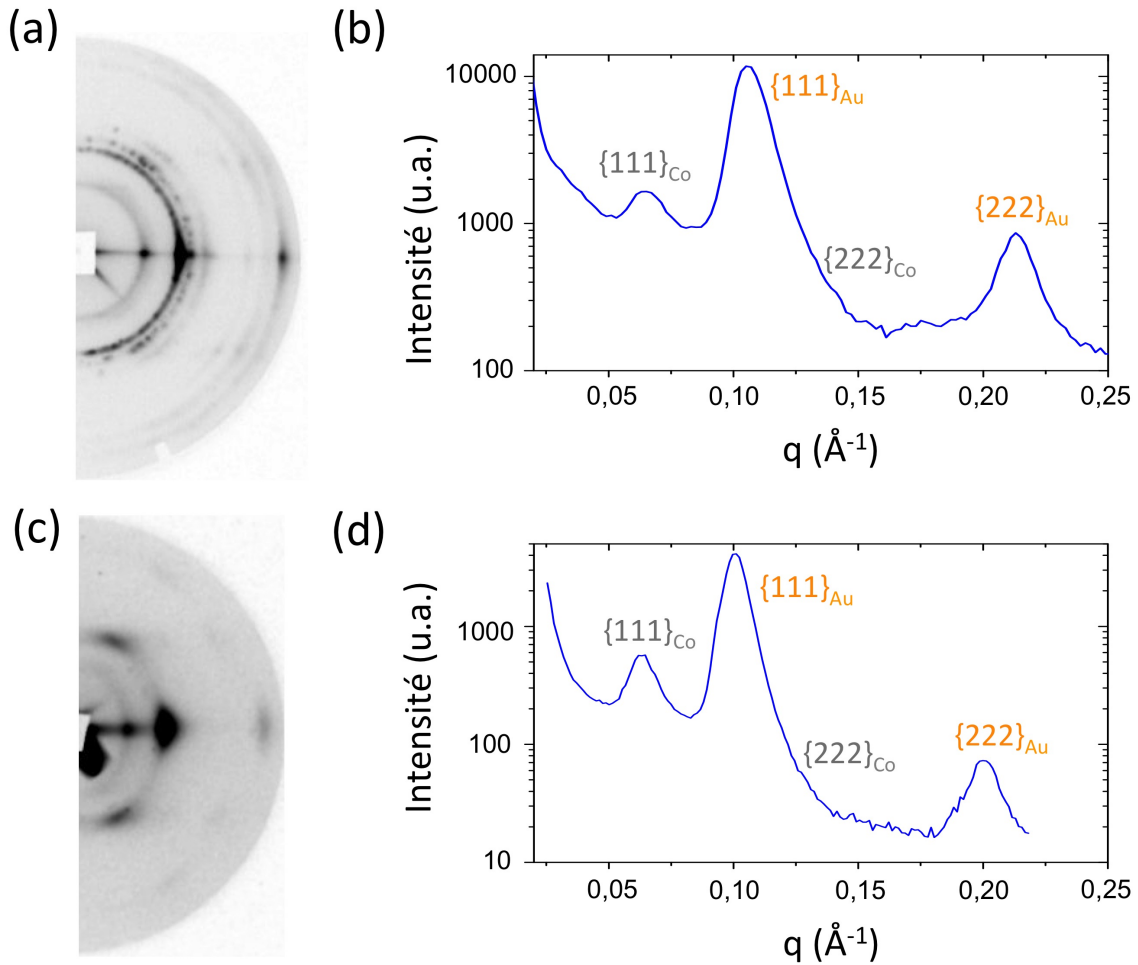 (a)
(b)
10000
1000
100
Intensité (u.a.)
{111}Co
{111}Au
{222}Co
{222}Au
0,05 0,10 0,15 0,20 0,25
q (Å-1)
(c)
(d)
1000
100
10
Intensité (u.a.)
{111}Co
{111}Au
{222}Co
{222}Au
0,05 0,10 0,15 0,20 0,25
q (Å-1)